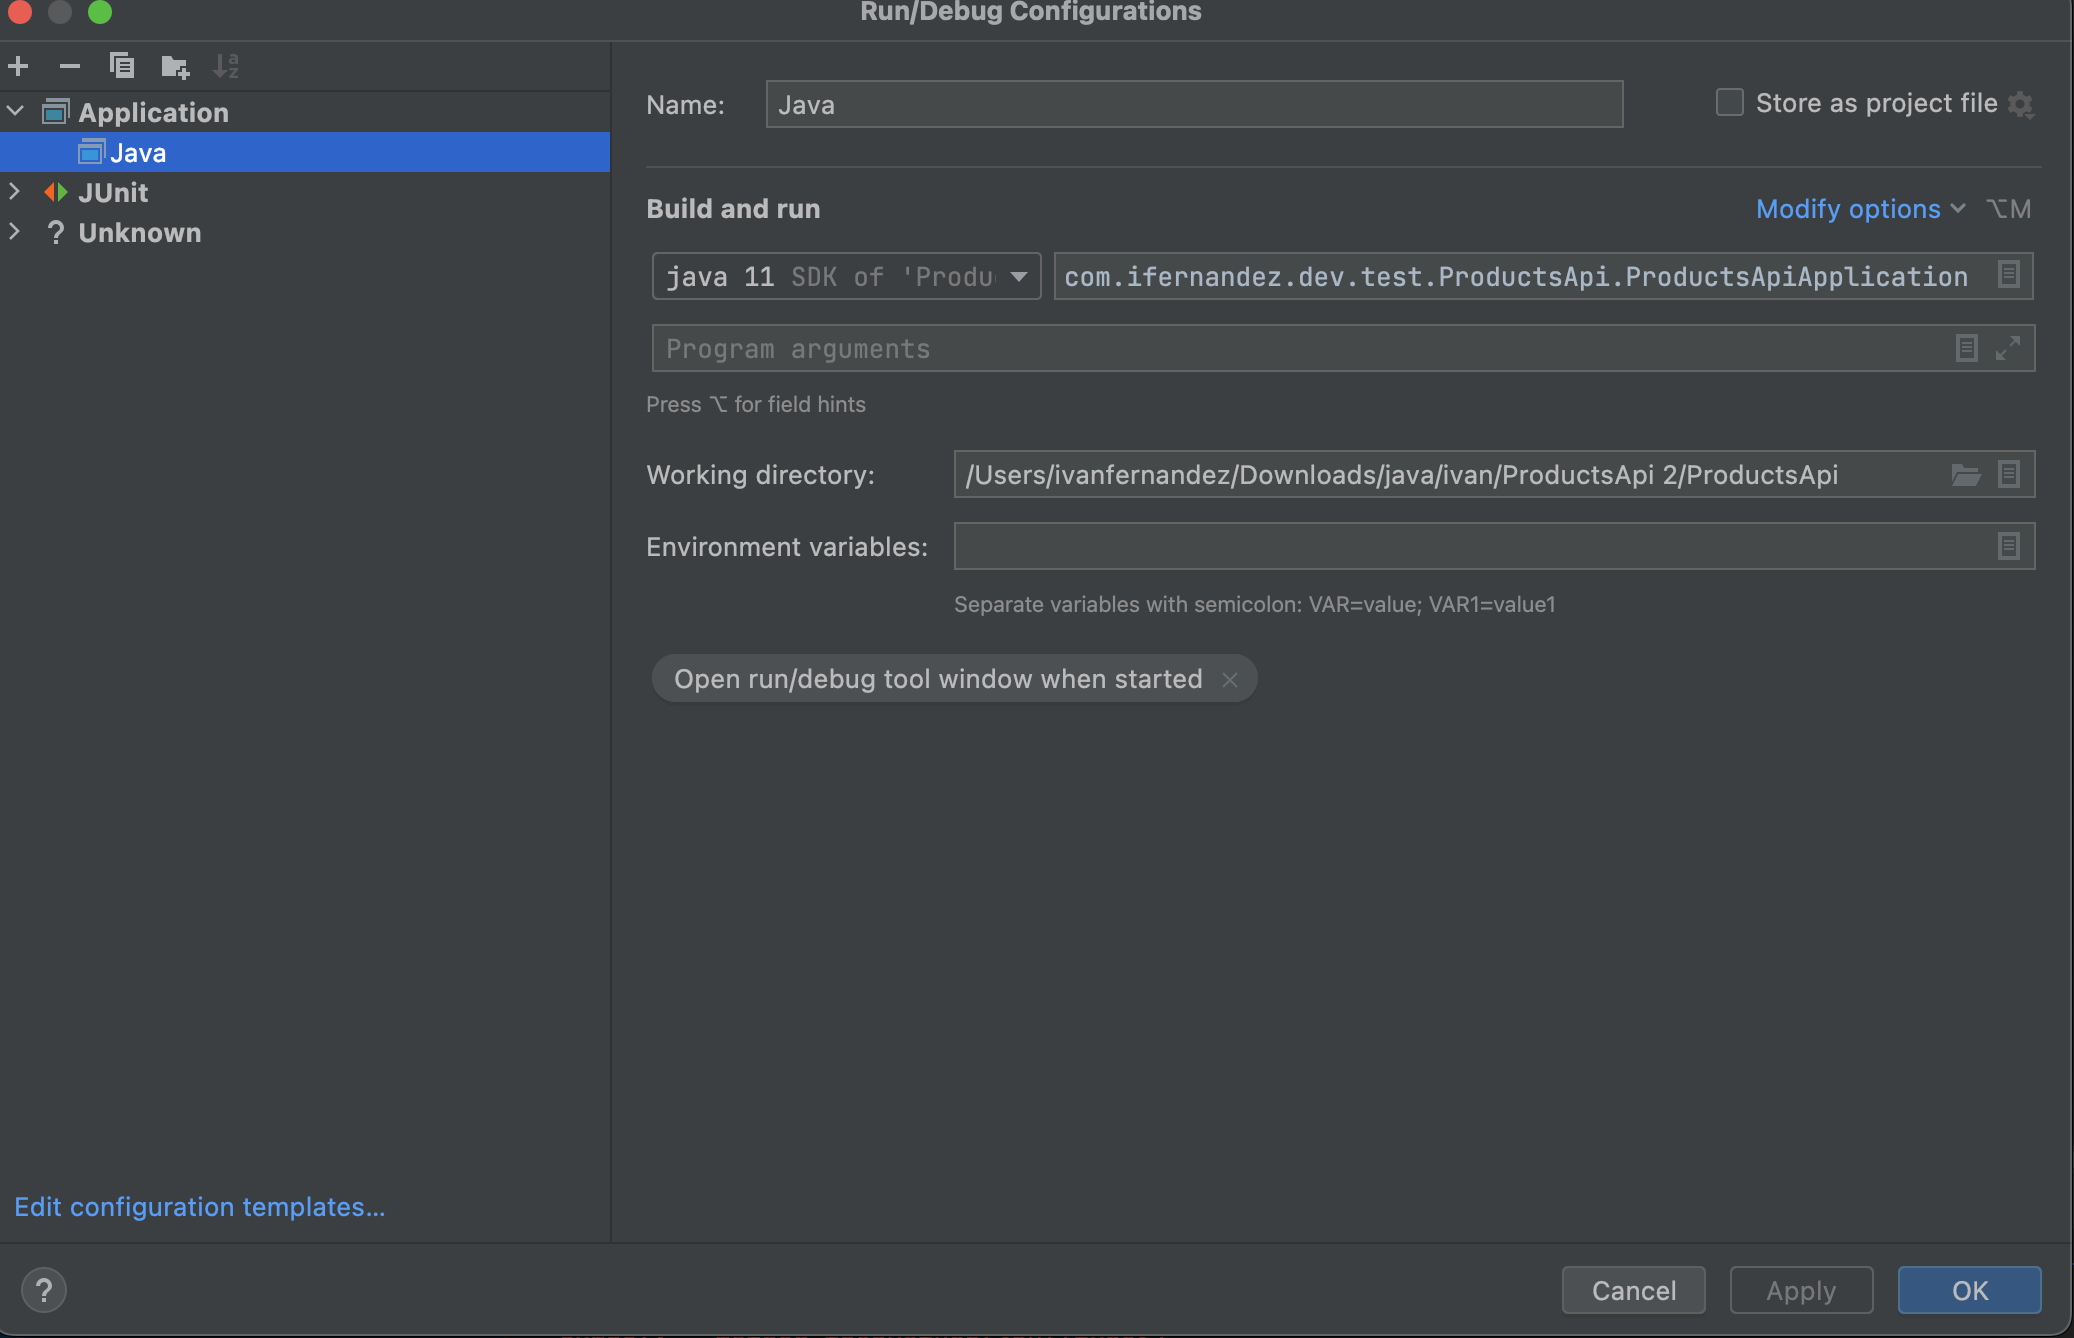 Run/Debug Configurations
Application
Java
JUnit
? Unknown
Edit configuration templates...
?
Name: Java
Store as project file
Build and run
Modify options ⌥M
java 11 SDK of 'Produ
com.ifernandez.dev.test.ProductsApi.ProductsApiApplication
Program arguments
Press ⌥ for field hints
Working directory: /Users/ivanfernandez/Downloads/java/ivan/ProductsApi 2/ProductsApi
Environment variables:
Separate variables with semicolon: VAR=value; VAR1=value1
Open run/debug tool window when started
Cancel
Apply
OK